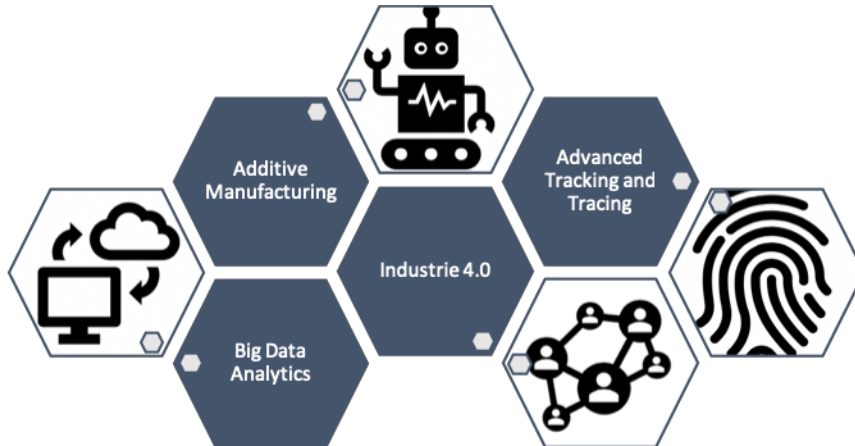 Additive
Manufacturing
Advanced
Tracking and
Tracing
Industrie 4.0
Big Data
Analytics